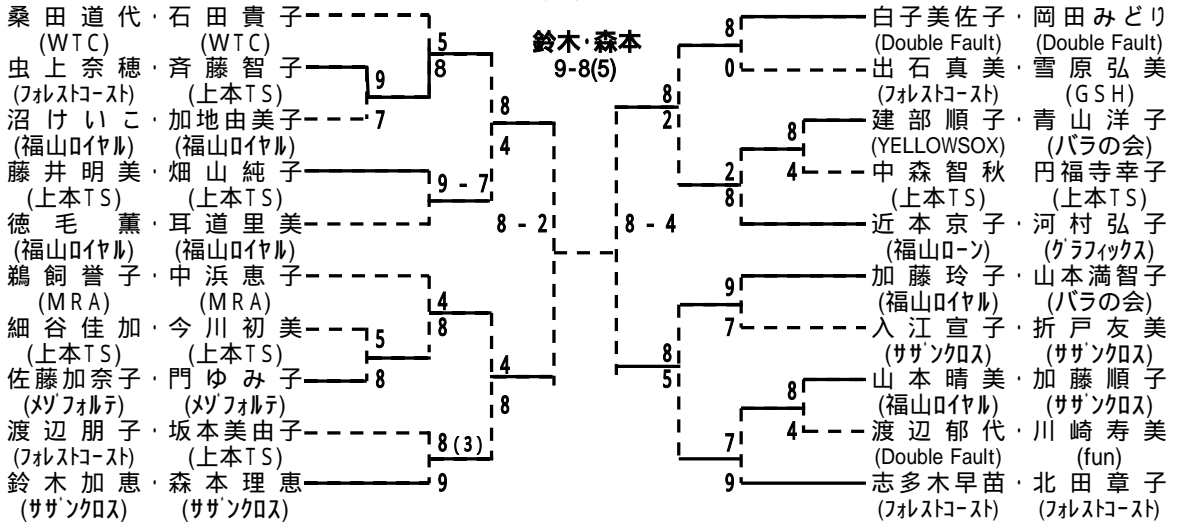 桑田道代・石田貴子
(WTC) (WTC)
虫上奈穂・斉藤智子
(フォレストコースト) (上本TS)
沼けいこ・加地由美子
(福山ロイヤル) (福山ロイヤル)
藤井明美・畑山純子
(上本TS) (上本TS)
徳毛薫・耳道里美
(福山ロイヤル) (福山ロイヤル)
鵜飼誉子・中浜恵子
(MRA) (MRA)
細谷佳加・今川初美
(上本TS) (上本TS)
佐藤加奈子・門ゆみ子
(メゾフォルテ) (メゾフォルテ)
渡辺朋子・坂本美由子
(フォレストコースト) (上本TS)
鈴木加恵・森本理恵
(サザンクロス) (サザンクロス)
5
8
9
7
8
4
9-7
8-2
4
8
5
8
4
8
8(3)
9
鈴木・森本
9-8(5)
8
0
8
2
8
4
2
8
8-4
9
7
8
5
8
4
7
9
白子美佐子・岡田みどり
(Double Fault) (Double Fault)
出石真美・雪原弘美
(フォレストコースト) (GSH)
建部順子・青山洋子
(YELLOWSOX) (バラの会)
中森智秋 円福寺幸子
(上本TS) (上本TS)
近本京子・河村弘子
(福山ローン) (グラフィックス)
加藤玲子・山本満智子
(福山ロイヤル) (バラの会)
入江宣子・折戸友美
(サザンクロス) (サザンクロス)
山本晴美・加藤順子
(福山ロイヤル) (サザンクロス)
渡辺郁代・川崎寿美
(Double Fault) (fun)
志多木早苗・北田章子
(フォレストコースト) (フォレストコースト)